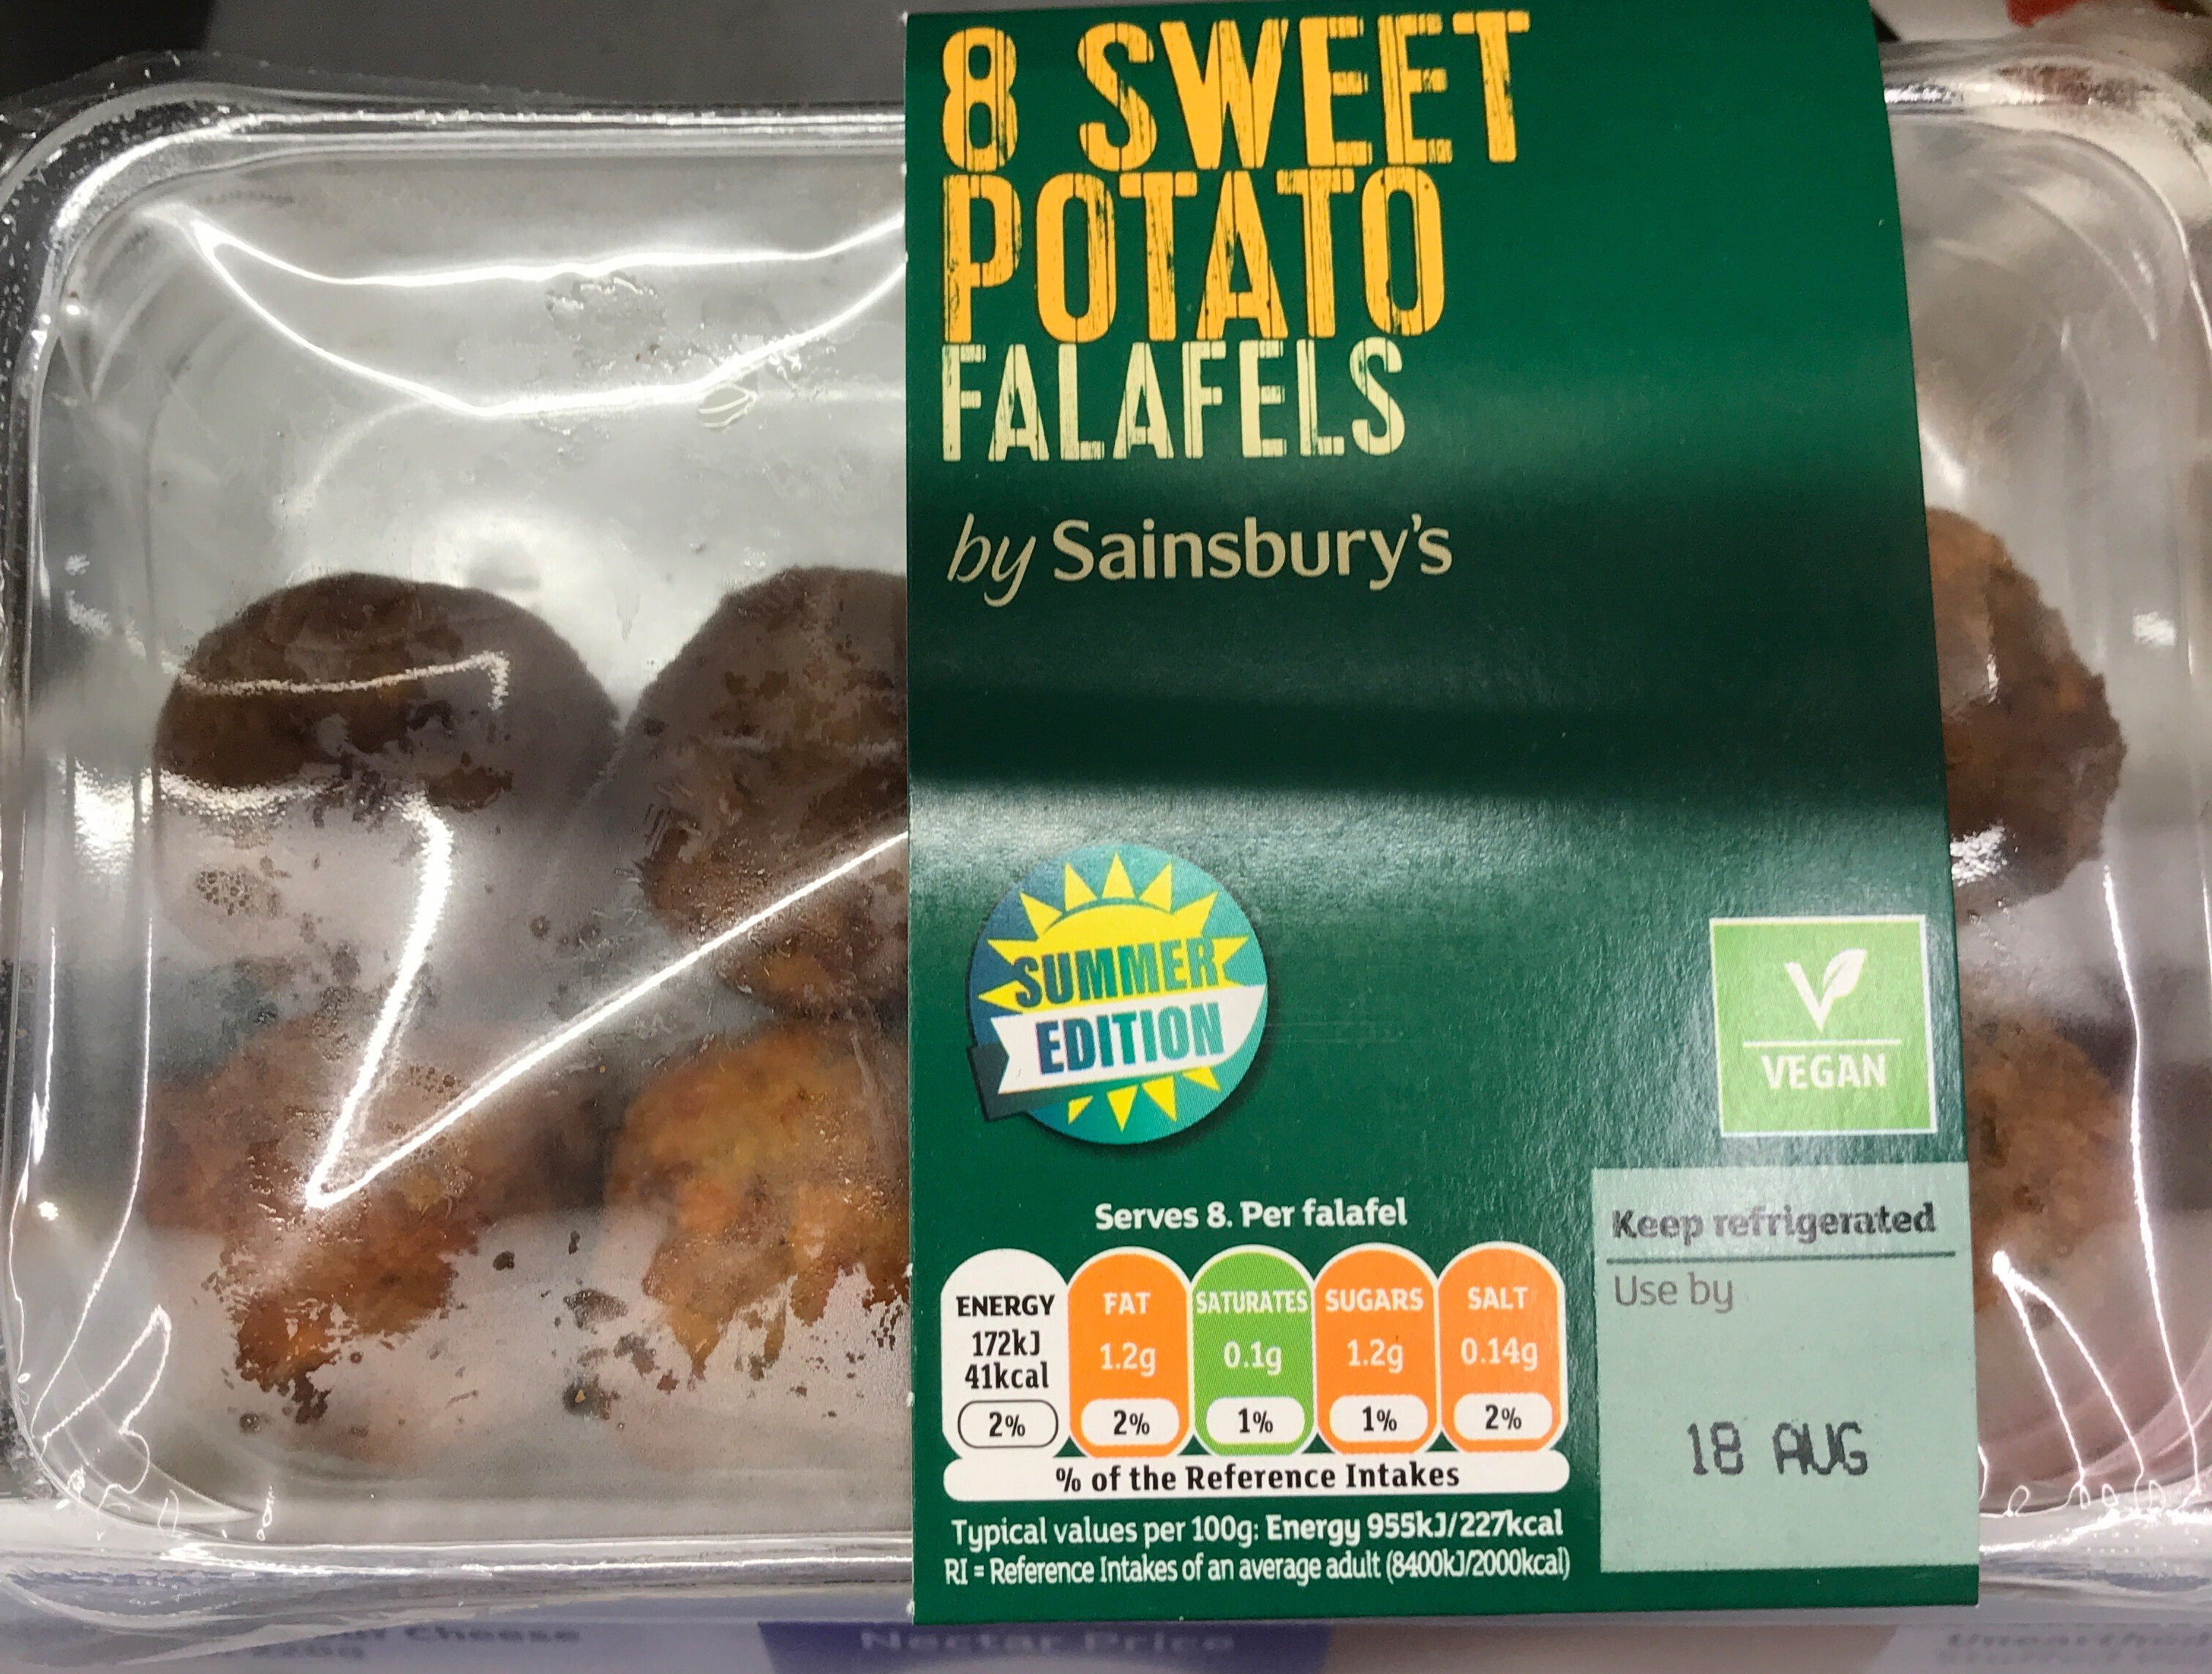 8 SWEET
POTATO
FALAFELS
by Sainsbury's
SUMMER
EDITION
VEGAN
Serves 8. Per falafel
ENERGY FAT SATURATES SUGARS SALT
172kJ
41kcal 1.2g 0.1g 1.2g 0.14g
2% 2% 1% 1% 2%
% of the Reference Intakes
Typical values per 100g: Energy 955kJ/227kcal
RI = Reference Intakes of an average adult (8400kJ/2000kcal)
Keep refrigerated
Use by
18 AUG
Cheese
Nectar Price